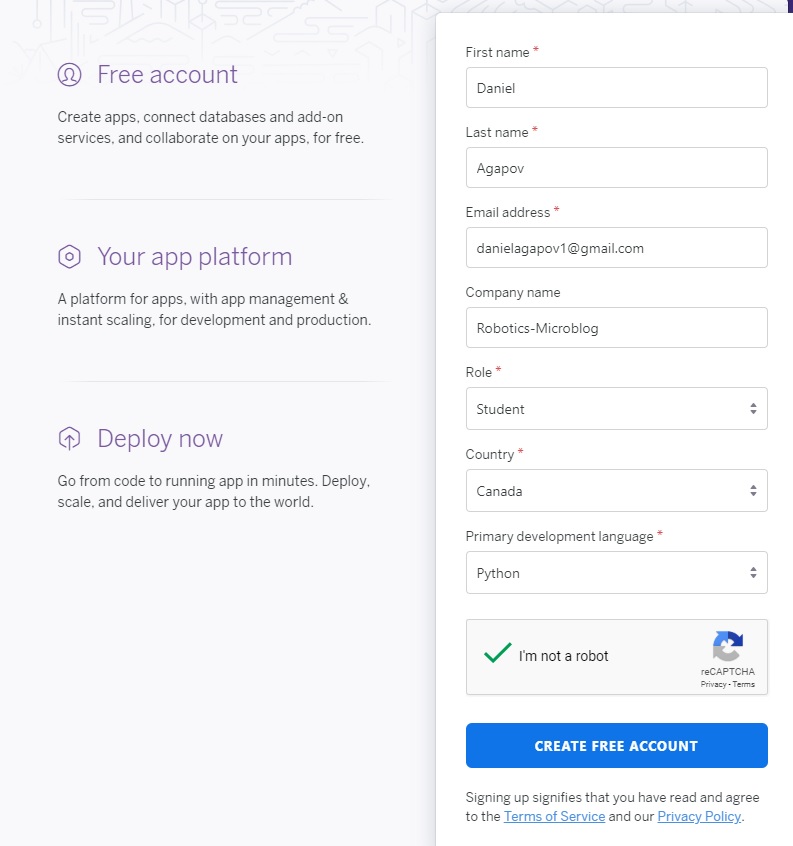 Free account
Create apps, connect databases and add-on
services, and collaborate on your apps, for free.
Your app platform
A platform for apps, with app management &
instant scaling, for development and production.
Deploy now
Go from code to running app in minutes. Deploy,
scale, and deliver your app to the world.
First name *
Daniel
Last name *
Agapov
Email address *
danielagapov1@gmail.com
Company name
Robotics-Microblog
Role *
Student
Country *
Canada
Primary development language *
Python
I'm not a robot
reCAPTCHA
Privacy - Terms
CREATE FREE ACCOUNT
Signing up signifies that you have read and agree
to the Terms of Service and our Privacy Policy.